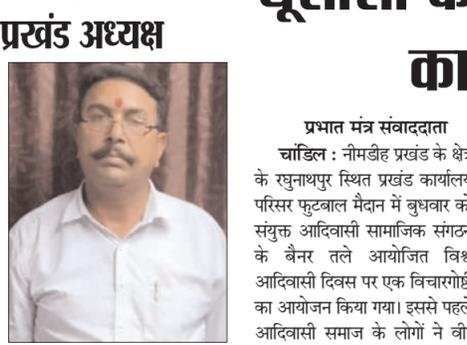 प्रखंड अध्यक्ष
का
प्रभात मंत्र संवाददाता
चांडिल : नीमडीह प्रखंड के क्षेत्र
के रघुनाथपुर स्थित प्रखंड कार्यालय
परिसर फुटबाल मैदान में बुधवार को
संयुक्त आदिवासी सामाजिक संगठन
के बैनर तले आयोजित विश्व
आदिवासी दिवस पर एक विचारगोष्ठी
का आयोजन किया गया। इससे पहले
आदिवासी समाज के लोगों ने वी